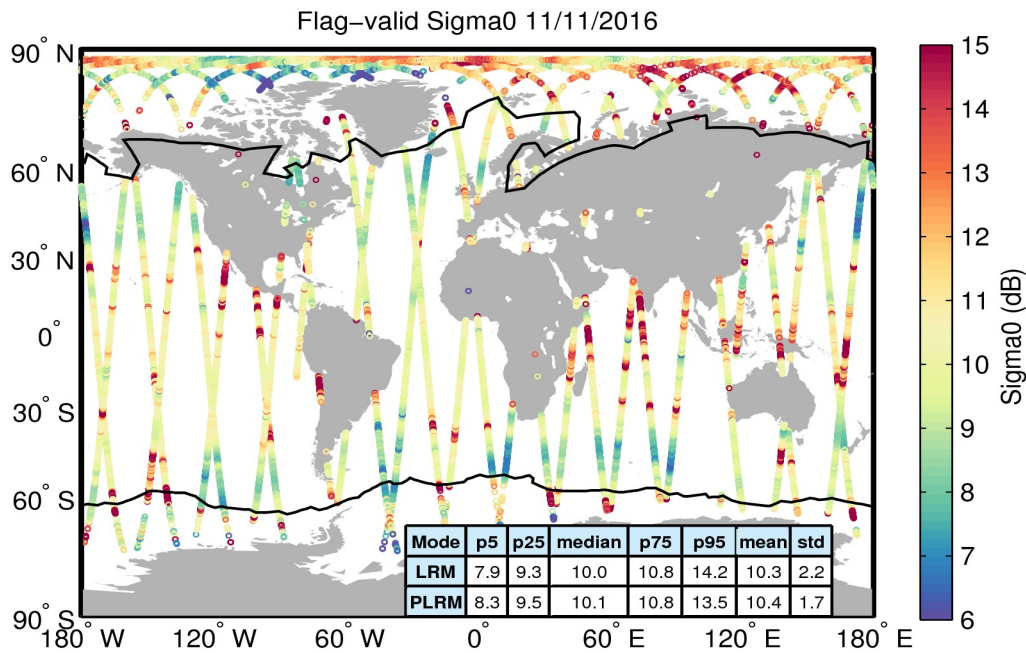 Flag−valid Sigma0 11/11/2016
90° N
60° N
30° N
0°
30° S
60° S
90° S
180° W
120° W
60° W
0°
60° E
120° E
180° E
Mode p5 p25 median p75 p95 mean std
LRM 7.9 9.3 10.0 10.8 14.2 10.3 2.2
PLRM 8.3 9.5 10.1 10.8 13.5 10.4 1.7
15
14
13
12
11
10
9
8
7
6
Sigma0 (dB)